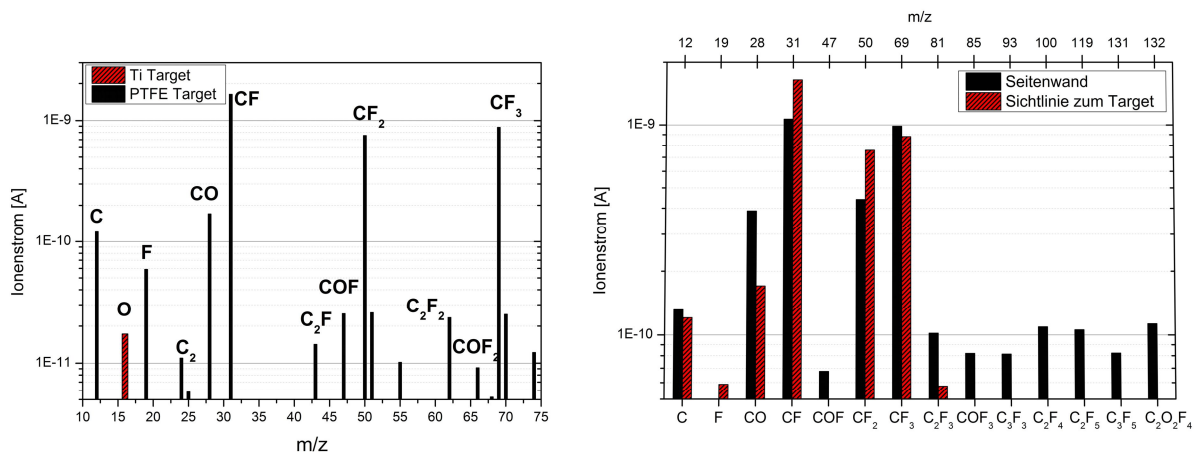 Ti Target
PTFE Target
CF
CF2
CF3
1E-9
CO
C
F
1E-10
O
COF
C2F
C2F2
C2
COF2
1E-11
Ionenstrom [A]
10 15 20 25 30 35 40 45 50 55 60 65 70 75
m/z
m/z
12 19 28 31 47 50 69 81 85 93 100 119 131 132
Seitenwand
Sichtlinie zum Target
1E-9
1E-10
Ionenstrom [A]
C F CO CF COF CF2 CF3 C2F3 COF3 C3F3 C2F4 C2F5 C3F5 C2O2F4